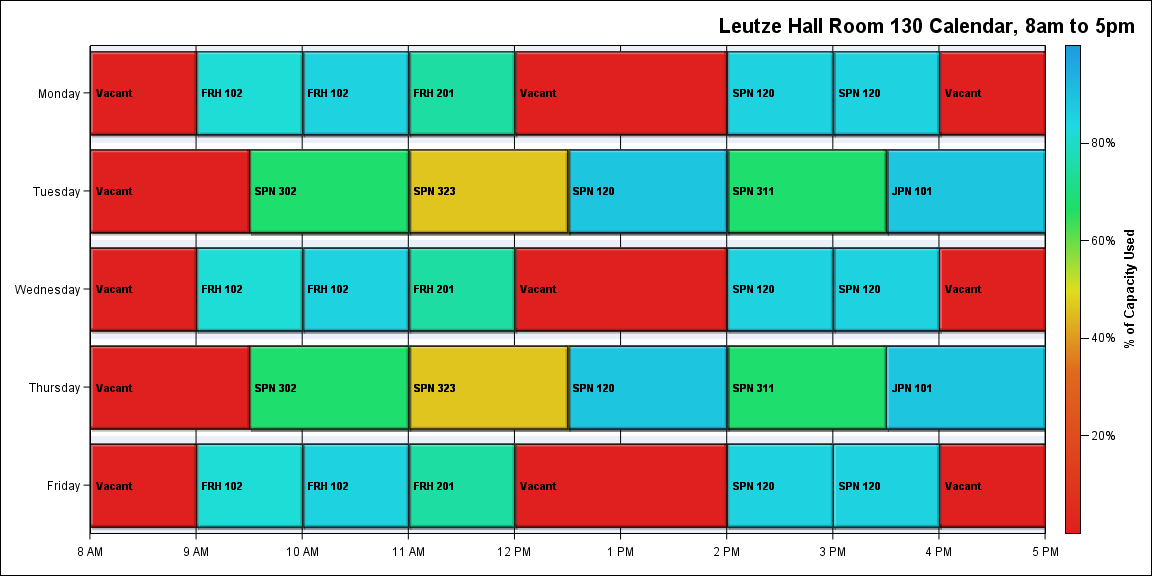 Leutze Hall Room 130 Calendar, 8am to 5pm
Monday
Vacant
FRH 102
FRH 102
FRH 201
Vacant
SPN 120
SPN 120
Vacant
Tuesday
Vacant
SPN 302
SPN 323
SPN 120
SPN 311
JPN 101
Wednesday
Vacant
FRH 102
FRH 102
FRH 201
Vacant
SPN 120
SPN 120
Vacant
Thursday
Vacant
SPN 302
SPN 323
SPN 120
SPN 311
JPN 101
Friday
Vacant
FRH 102
FRH 102
FRH 201
Vacant
SPN 120
SPN 120
Vacant
8 AM
9 AM
10 AM
11 AM
12 PM
1 PM
2 PM
3 PM
4 PM
5 PM
80%
60%
40%
20%
% of Capacity Used